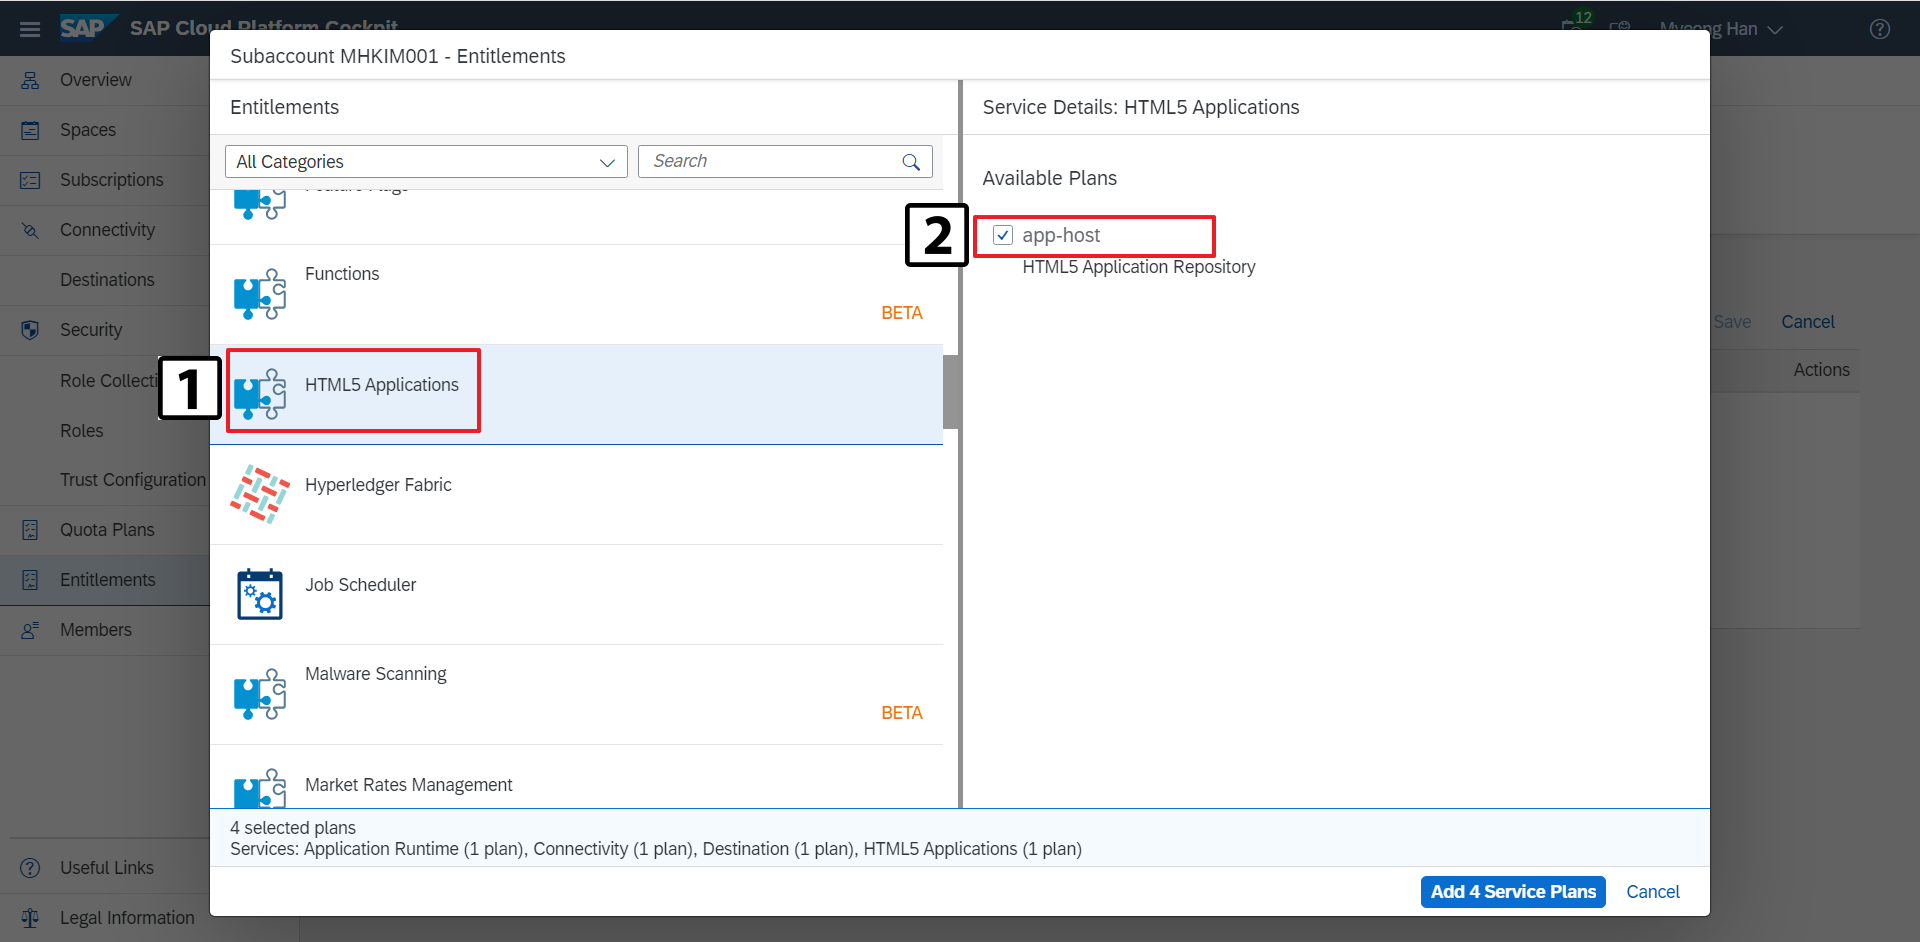 SAP
SAP Cloud Platform Cockpit
12
Myeong Han
Subaccount MHKIM001 - Entitlements
Overview
Spaces
Subscriptions
Connectivity
Destinations
Security
Roles
Trust Configuration
Quota Plans
Entitlements
Members
Useful Links
Legal Information
Entitlements
All Categories
Search
Feature Flags
Functions
BETA
1
HTML5 Applications
Hyperledger Fabric
Job Scheduler
Malware Scanning
BETA
Market Rates Management
Service Details: HTML5 Applications
Available Plans
2
app-host
HTML5 Application Repository
Save
Cancel
Actions
4 selected plans
Services: Application Runtime (1 plan), Connectivity (1 plan), Destination (1 plan), HTML5 Applications (1 plan)
Add 4 Service Plans
Cancel